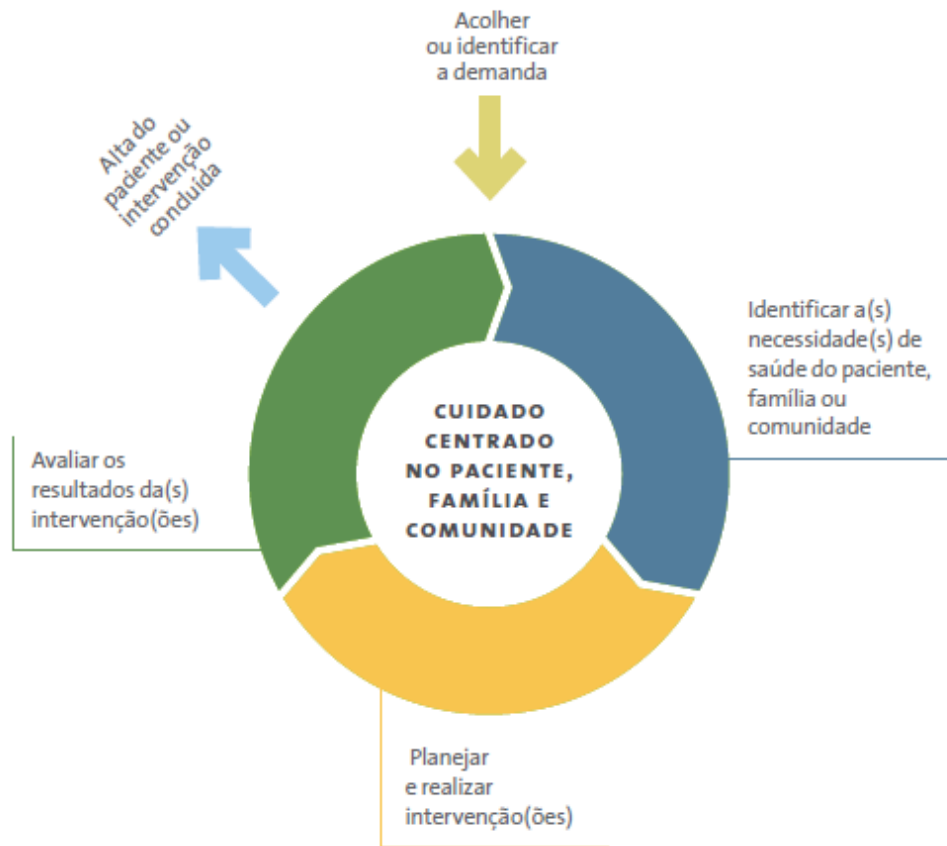 Acolher
ou identificar
a demanda
Alta do
paciente ou
intervenção
concluída
Identificar a(s)
necessidade(s) de
saúde do paciente,
família ou
comunidade
CUIDADO
CENTRADO
NO PACIENTE,
FAMÍLIA E
COMUNIDADE
Avaliar os
resultados da(s)
intervenção(ões)
Planejar
e realizar
intervenção(ões)